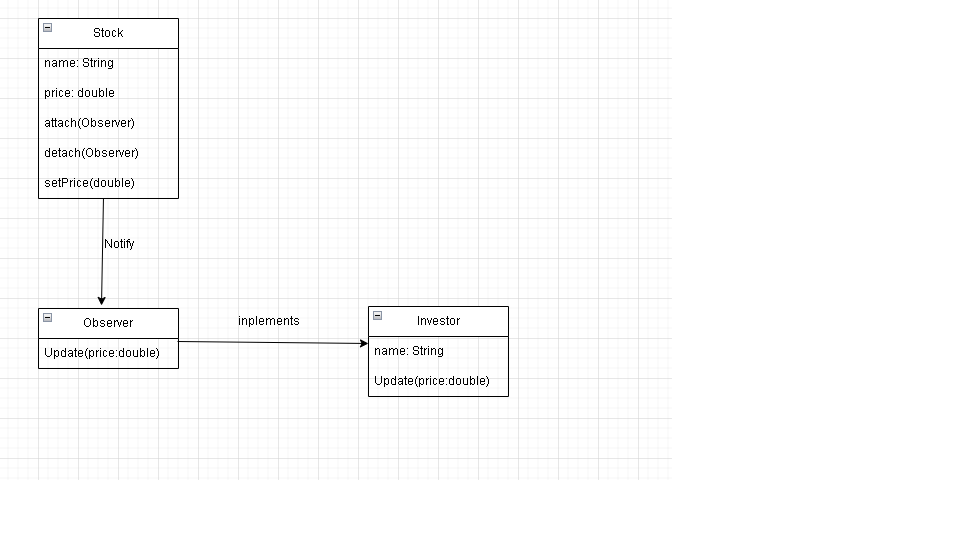 Stock
name: String
price: double
attach(Observer)
detach(Observer)
setPrice(double)
Notify
Observer
Update(price:double)
inplements
Investor
name: String
Update(price:double)